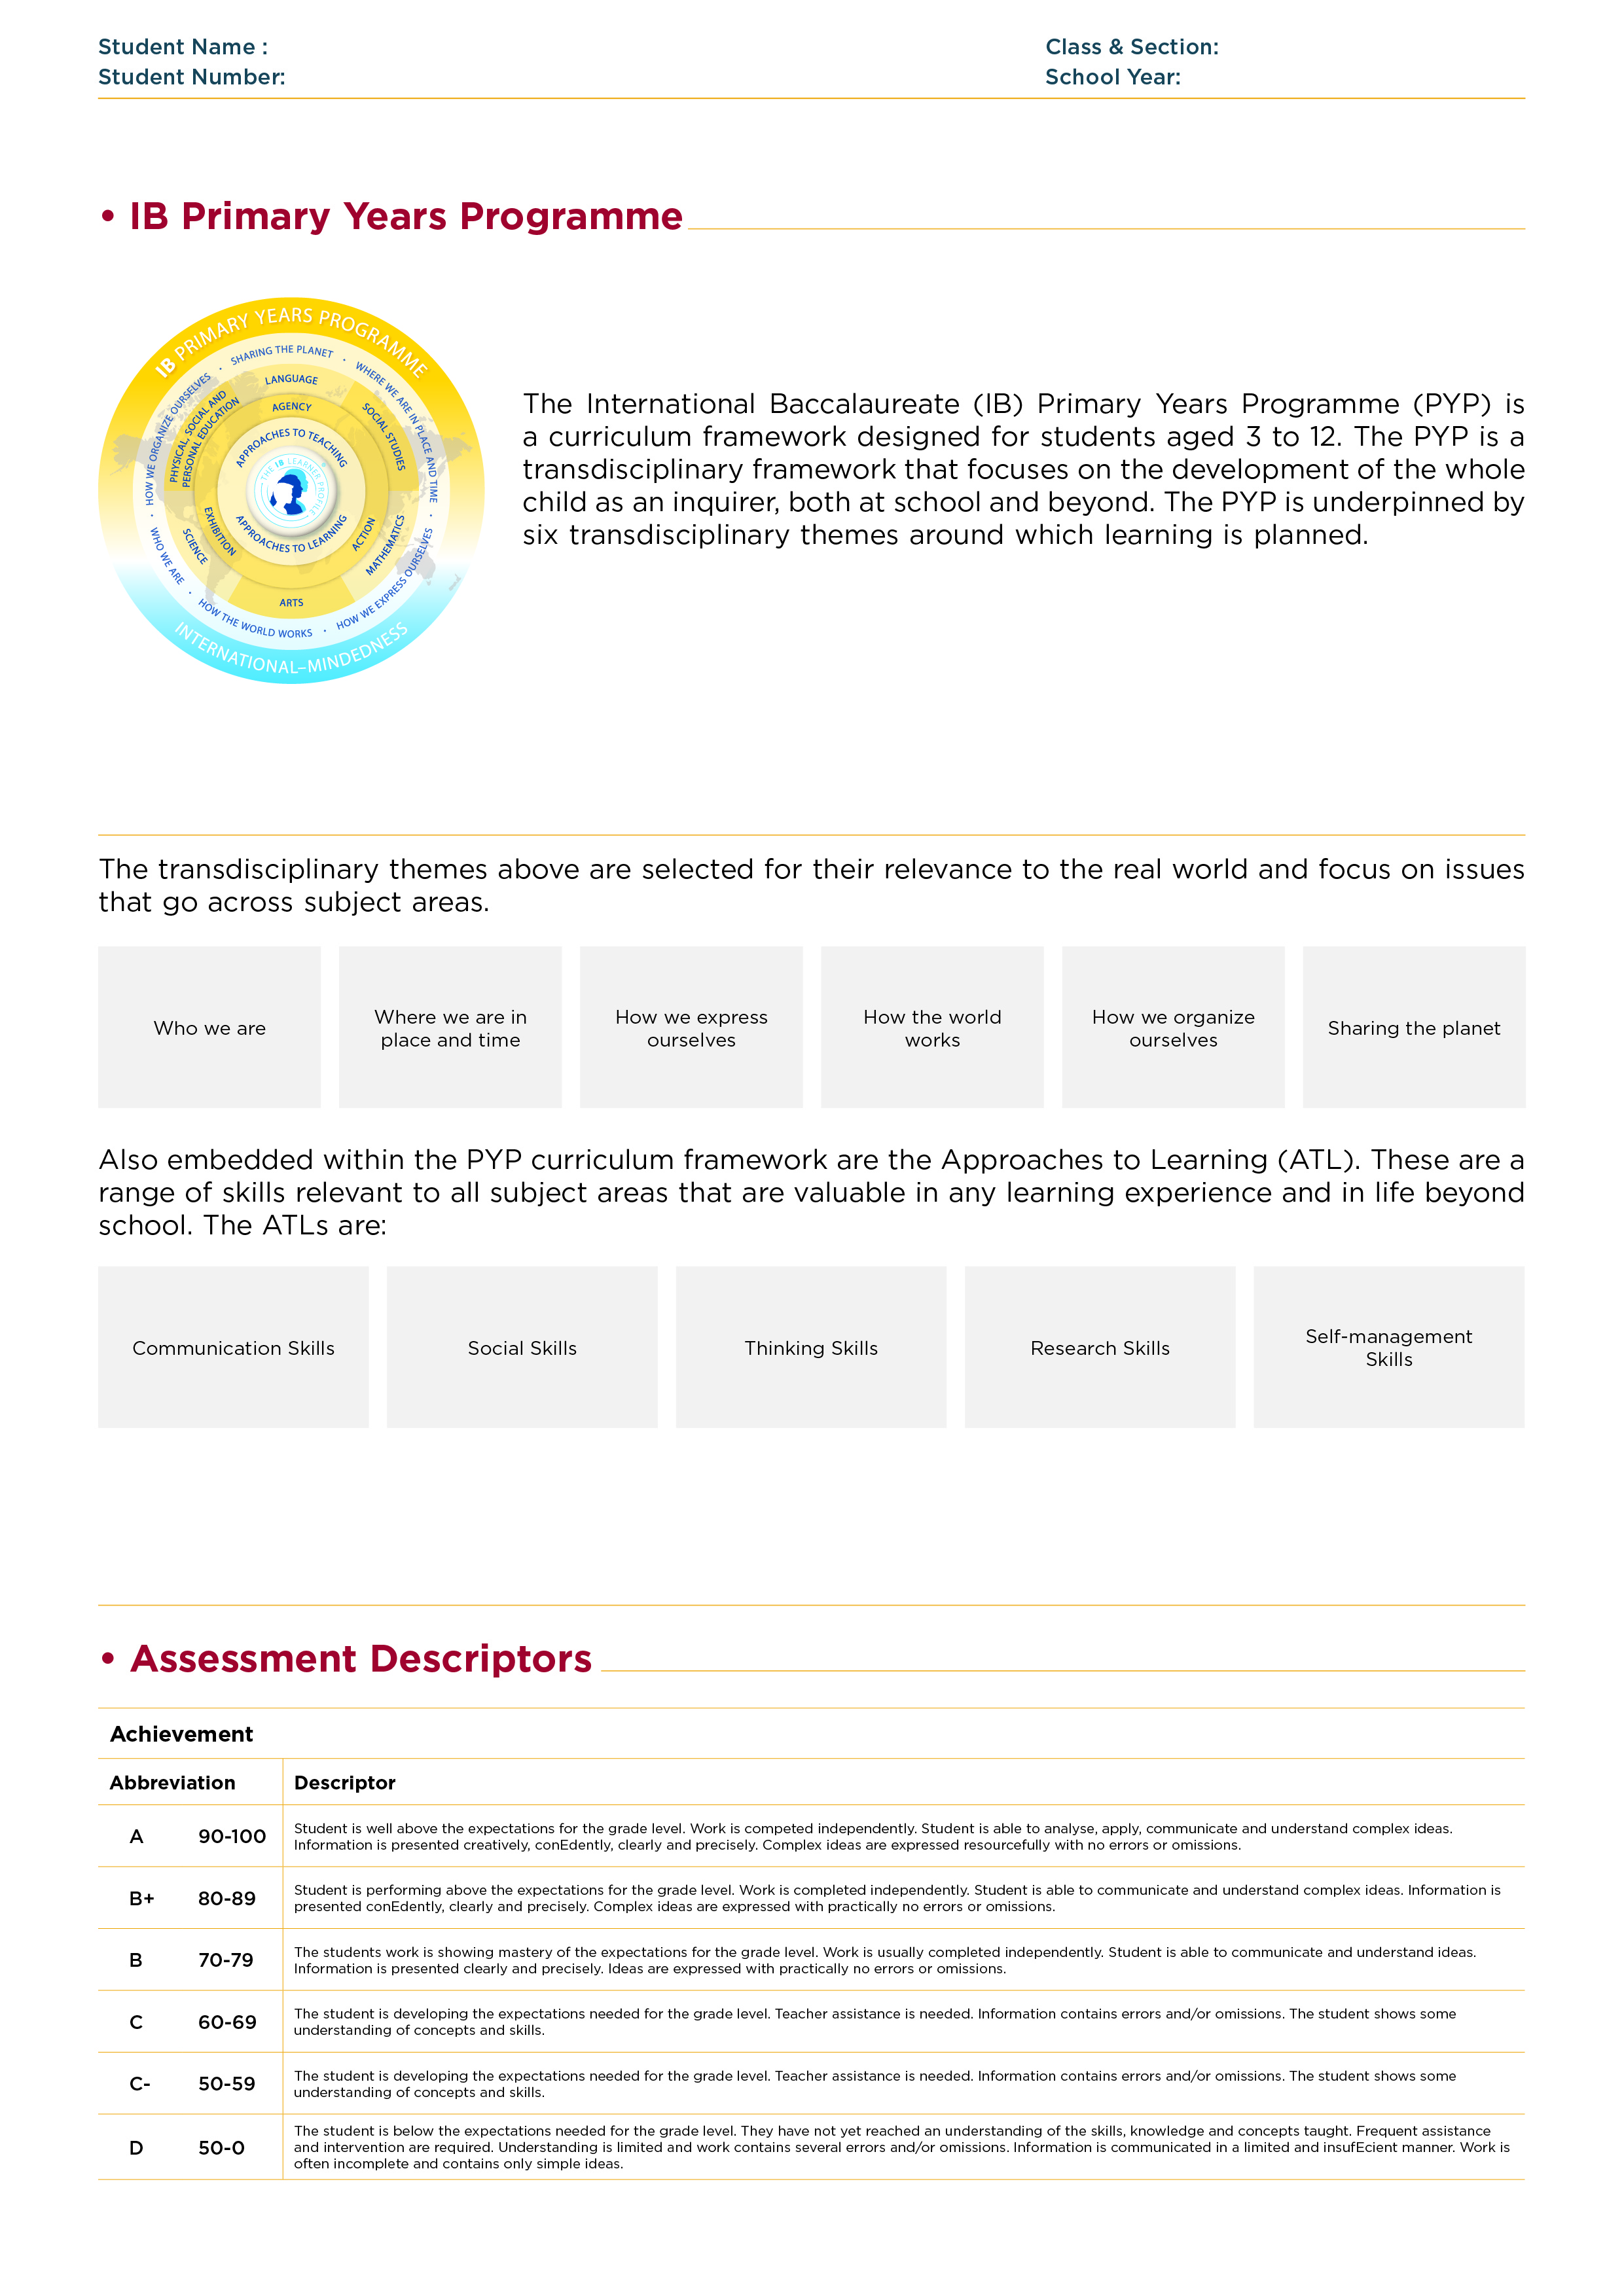 Student Name :
Class & Section:
Student Number:
School Year:
• IB Primary Years Programme
IB PRIMARY YEARS PROGRAMME
SHARING THE PLANET • WHERE WE ARE IN PLACE AND TIME • HOW WE EXPRESS OURSELVES • HOW THE WORLD WORKS • WHO WE ARE • HOW WE ORGANIZE OURSELVES •
LANGUAGE
SOCIAL STUDIES
MATHEMATICS
ARTS
SCIENCE
PHYSICAL, SOCIAL AND
PERSONAL EDUCATION
AGENCY
ACTION
EXHIBITION
APPROACHES TO TEACHING
APPROACHES TO LEARNING
THE IB LEARNER PROFILE
INTERNATIONAL–MINDEDNESS
The International Baccalaureate (IB) Primary Years Programme (PYP) is
a curriculum framework designed for students aged 3 to 12. The PYP is a
transdisciplinary framework that focuses on the development of the whole
child as an inquirer, both at school and beyond. The PYP is underpinned by
six transdisciplinary themes around which learning is planned.
The transdisciplinary themes above are selected for their relevance to the real world and focus on issues
that go across subject areas.
Who we are
Where we are in
place and time
How we express
ourselves
How the world
works
How we organize
ourselves
Sharing the planet
Also embedded within the PYP curriculum framework are the Approaches to Learning (ATL). These are a
range of skills relevant to all subject areas that are valuable in any learning experience and in life beyond
school. The ATLs are:
Communication Skills
Social Skills
Thinking Skills
Research Skills
Self-management
Skills
• Assessment Descriptors
Achievement
Abbreviation
Descriptor
A 90-100
Student is well above the expectations for the grade level. Work is competed independently. Student is able to analyse, apply, communicate and understand complex ideas.
Information is presented creatively, conEdently, clearly and precisely. Complex ideas are expressed resourcefully with no errors or omissions.
B+ 80-89
Student is performing above the expectations for the grade level. Work is completed independently. Student is able to communicate and understand complex ideas. Information is
presented conEdently, clearly and precisely. Complex ideas are expressed with practically no errors or omissions.
B 70-79
The students work is showing mastery of the expectations for the grade level. Work is usually completed independently. Student is able to communicate and understand ideas.
Information is presented clearly and precisely. Ideas are expressed with practically no errors or omissions.
C 60-69
The student is developing the expectations needed for the grade level. Teacher assistance is needed. Information contains errors and/or omissions. The student shows some
understanding of concepts and skills.
C- 50-59
The student is developing the expectations needed for the grade level. Teacher assistance is needed. Information contains errors and/or omissions. The student shows some
understanding of concepts and skills.
D 50-0
The student is below the expectations needed for the grade level. They have not yet reached an understanding of the skills, knowledge and concepts taught. Frequent assistance
and intervention are required. Understanding is limited and work contains several errors and/or omissions. Information is communicated in a limited and insufEcient manner. Work is
often incomplete and contains only simple ideas.